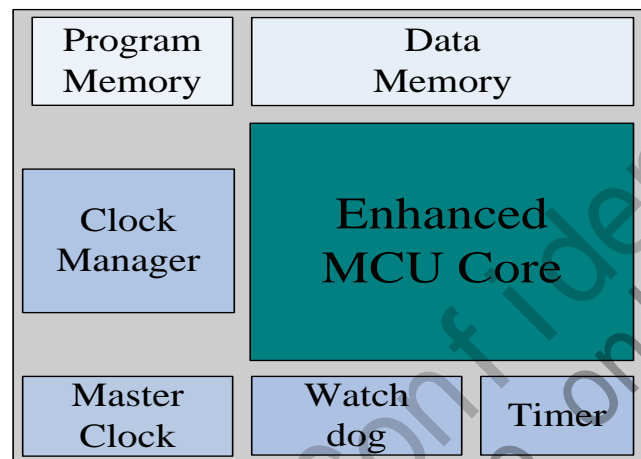 Program
Memory
Data
Memory
Clock
Manager
Enhanced
MCU Core
Master
Clock
Watch
dog
Timer